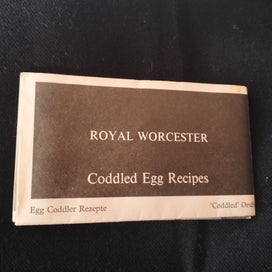 ROYAL WORCESTER
Coddled Egg Recipes
Egg Coddler Rezepte 'Coddled'